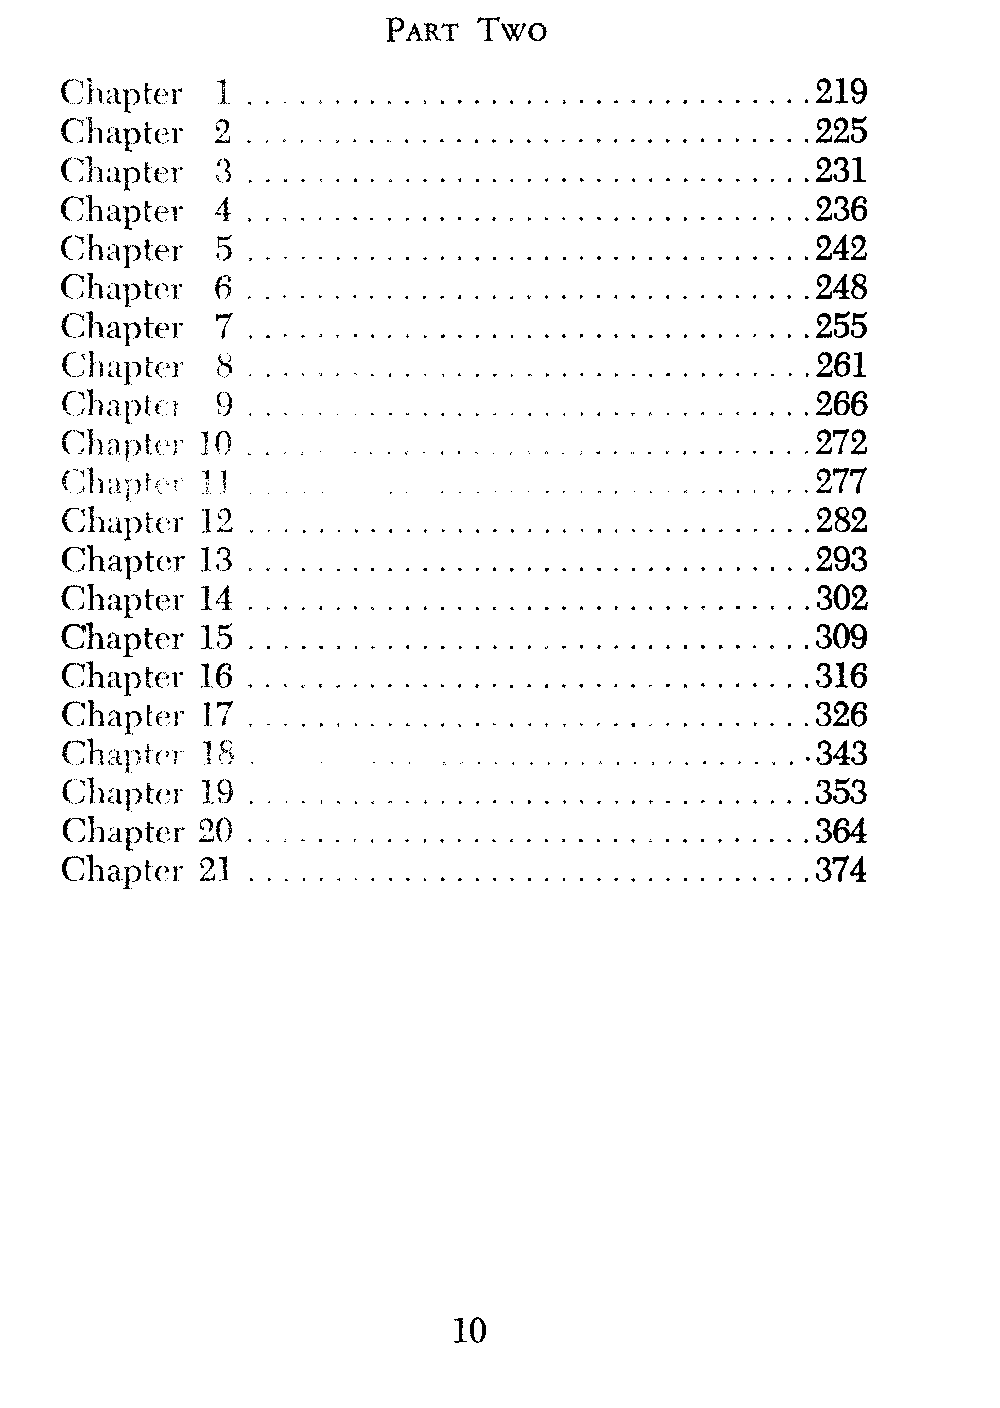 PART TWO
Chapter 1 . . . . . . . . . . . . . . . . . . . . . . . . . . . . . . . . 219
Chapter 2 . . . . . . . . . . . . . . . . . . . . . . . . . . . . . . . . 225
Chapter 3 . . . . . . . . . . . . . . . . . . . . . . . . . . . . . . . . 231
Chapter 4 . . . . . . . . . . . . . . . . . . . . . . . . . . . . . . . . 236
Chapter 5 . . . . . . . . . . . . . . . . . . . . . . . . . . . . . . . . 242
Chapter 6 . . . . . . . . . . . . . . . . . . . . . . . . . . . . . . . . 248
Chapter 7 . . . . . . . . . . . . . . . . . . . . . . . . . . . . . . . . 255
Chapter 8 . . . . . . . . . . . . . . . . . . . . . . . . . . . . . . . . 261
Chapter 9 . . . . . . . . . . . . . . . . . . . . . . . . . . . . . . . . 266
Chapter 10 . . . . . . . . . . . . . . . . . . . . . . . . . . . . . . . . 272
Chapter 11 . . . . . . . . . . . . . . . . . . . . . . . . . . . . . . . . 277
Chapter 12 . . . . . . . . . . . . . . . . . . . . . . . . . . . . . . . . 282
Chapter 13 . . . . . . . . . . . . . . . . . . . . . . . . . . . . . . . . 293
Chapter 14 . . . . . . . . . . . . . . . . . . . . . . . . . . . . . . . . 302
Chapter 15 . . . . . . . . . . . . . . . . . . . . . . . . . . . . . . . . 309
Chapter 16 . . . . . . . . . . . . . . . . . . . . . . . . . . . . . . . . 316
Chapter 17 . . . . . . . . . . . . . . . . . . . . . . . . . . . . . . . . 326
Chapter 18 . . . . . . . . . . . . . . . . . . . . . . . . . . . . . . . . 343
Chapter 19 . . . . . . . . . . . . . . . . . . . . . . . . . . . . . . . . 353
Chapter 20 . . . . . . . . . . . . . . . . . . . . . . . . . . . . . . . . 364
Chapter 21 . . . . . . . . . . . . . . . . . . . . . . . . . . . . . . . . 374
10